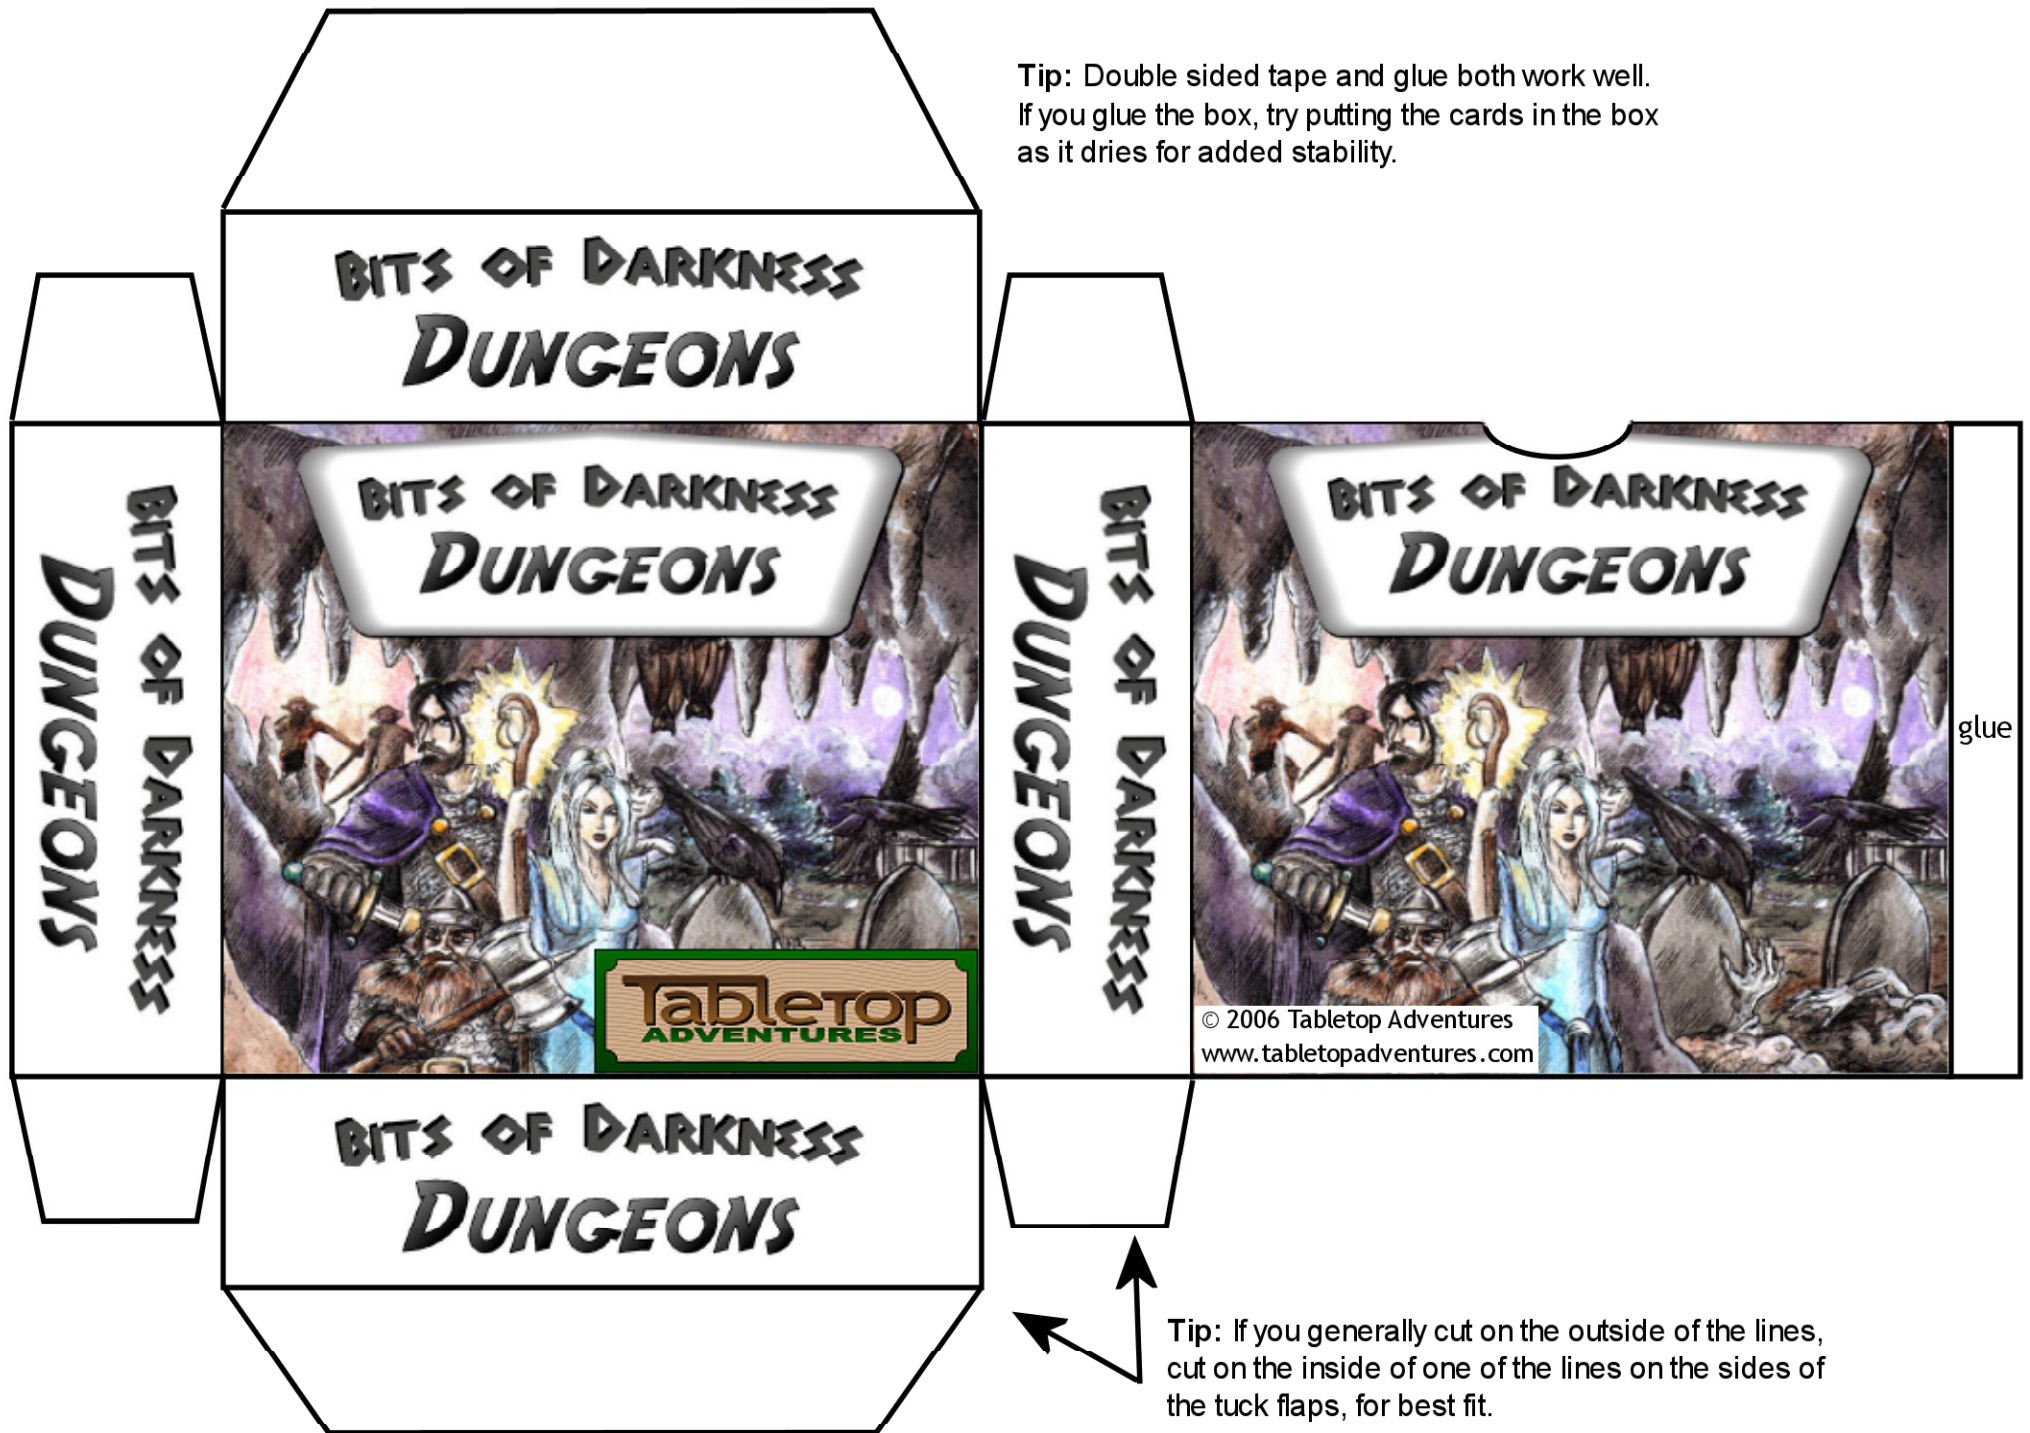 Tip: Double sided tape and glue both work well.
If you glue the box, try putting the cards in the box
as it dries for added stability.
BITS OF DARKNESS
DUNGEONS
BITS OF DARKNESS
DUNGEONS
BITS OF DARKNESS
DUNGEONS
BITS OF DARKNESS
DUNGEONS
BITS OF DARKNESS
DUNGEONS
glue
Tabletop
ADVENTURES
© 2006 Tabletop Adventures
www.tabletopadventures.com
BITS OF DARKNESS
DUNGEONS
Tip: If you generally cut on the outside of the lines,
cut on the inside of one of the lines on the sides of
the tuck flaps, for best fit.